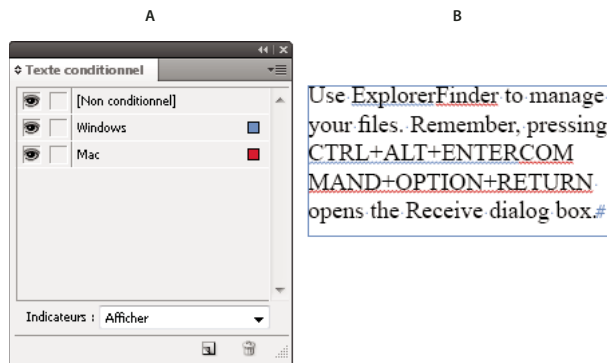 A
B
Texte conditionnel
[Non conditionnel]
Windows
Mac
Indicateurs : Afficher
Use ExplorerFinder to manage
your files. Remember, pressing
CTRL+ALT+ENTERCOM
MAND+OPTION+RETURN
opens the Receive dialog box.#